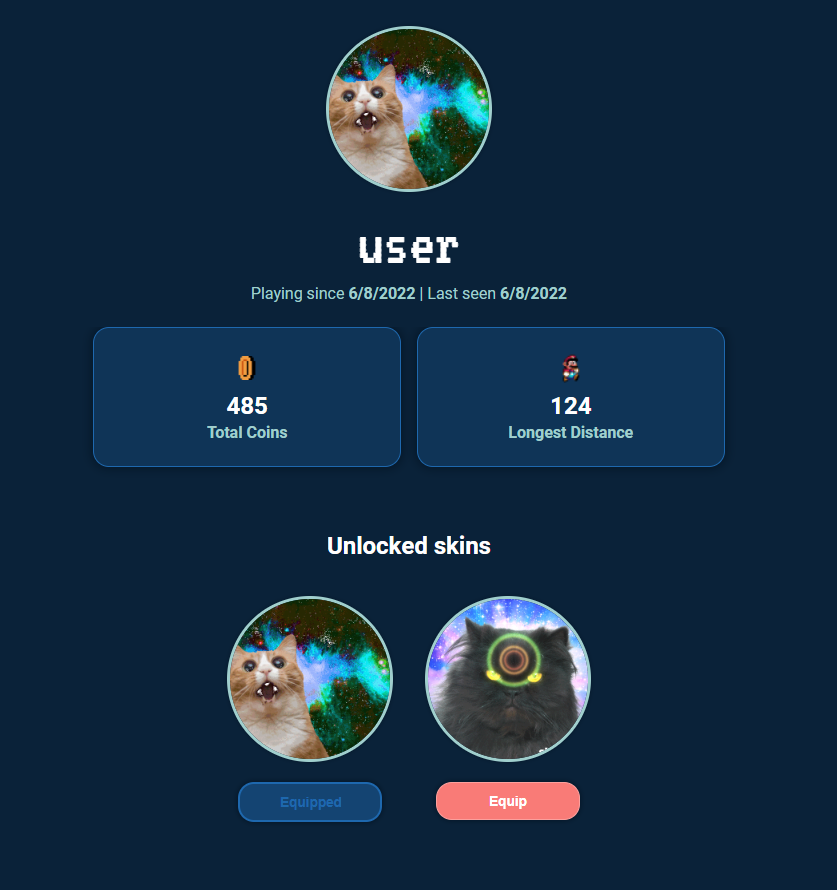 user
Playing since 6/8/2022 | Last seen 6/8/2022
485
Total Coins
124
Longest Distance
Unlocked skins
Equipped
Equip